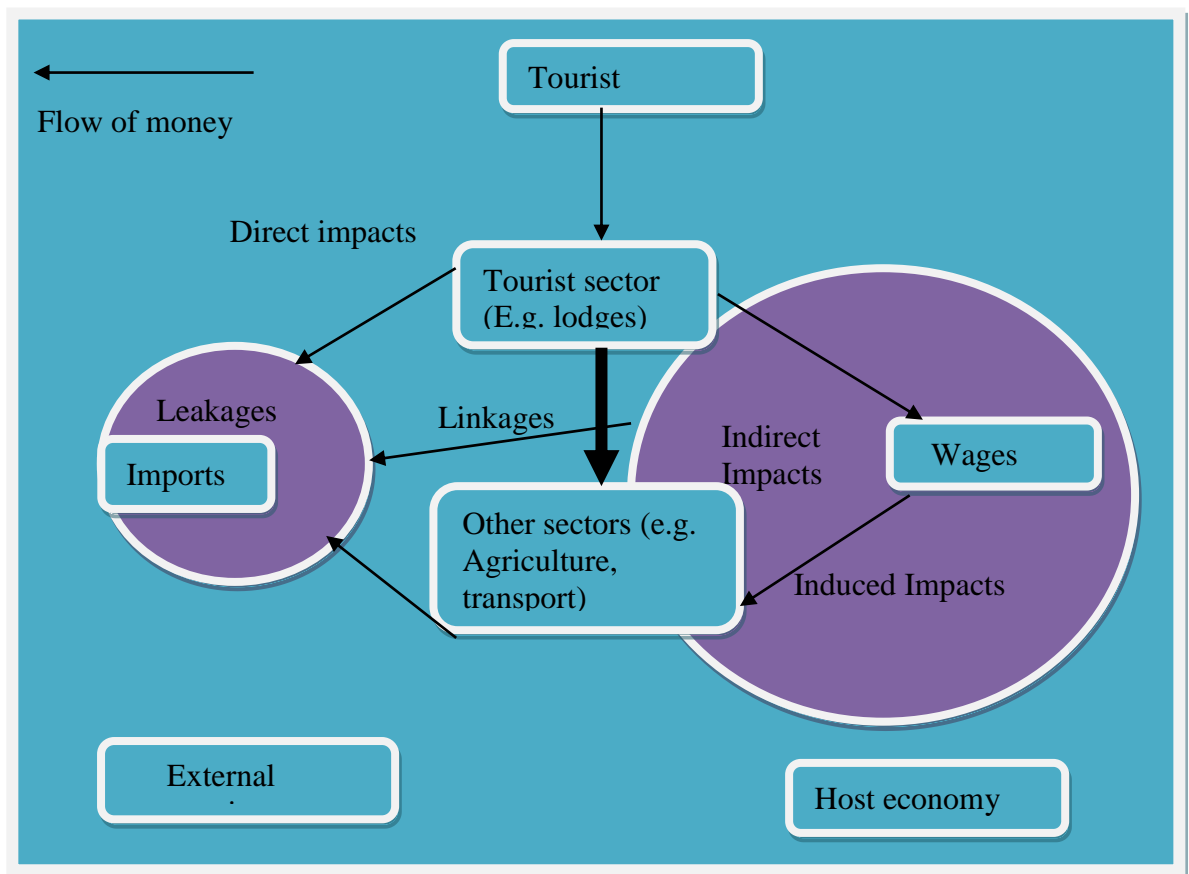 Tourist
Flow of money
Direct impacts
Tourist sector
(E.g. lodges)
Leakages
Linkages
Imports
Indirect
Impacts
Wages
Other sectors (e.g.
Agriculture,
transport)
Induced Impacts
External
Host economy